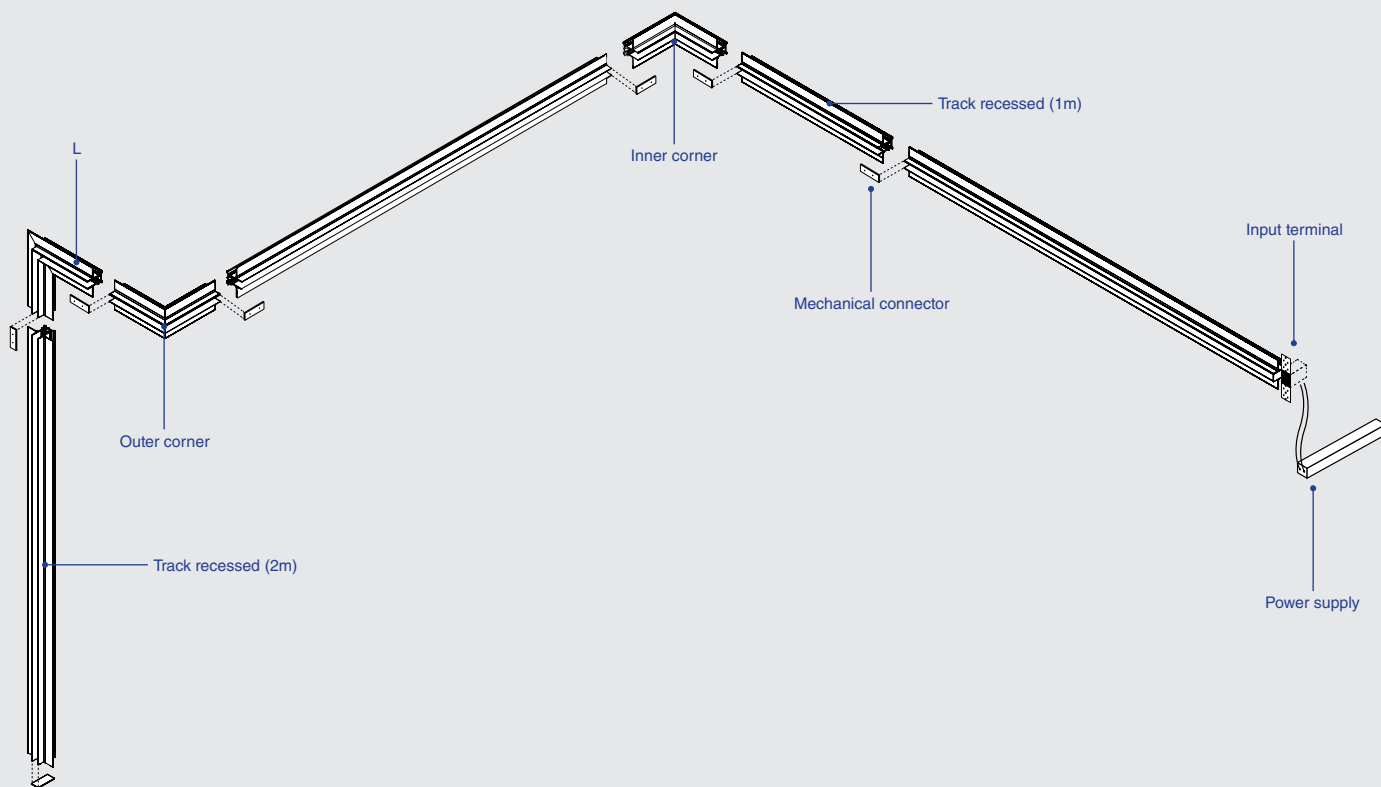 Track recessed (1m)
L
Inner corner
Input terminal
Mechanical connector
Outer corner
Track recessed (2m)
Power supply